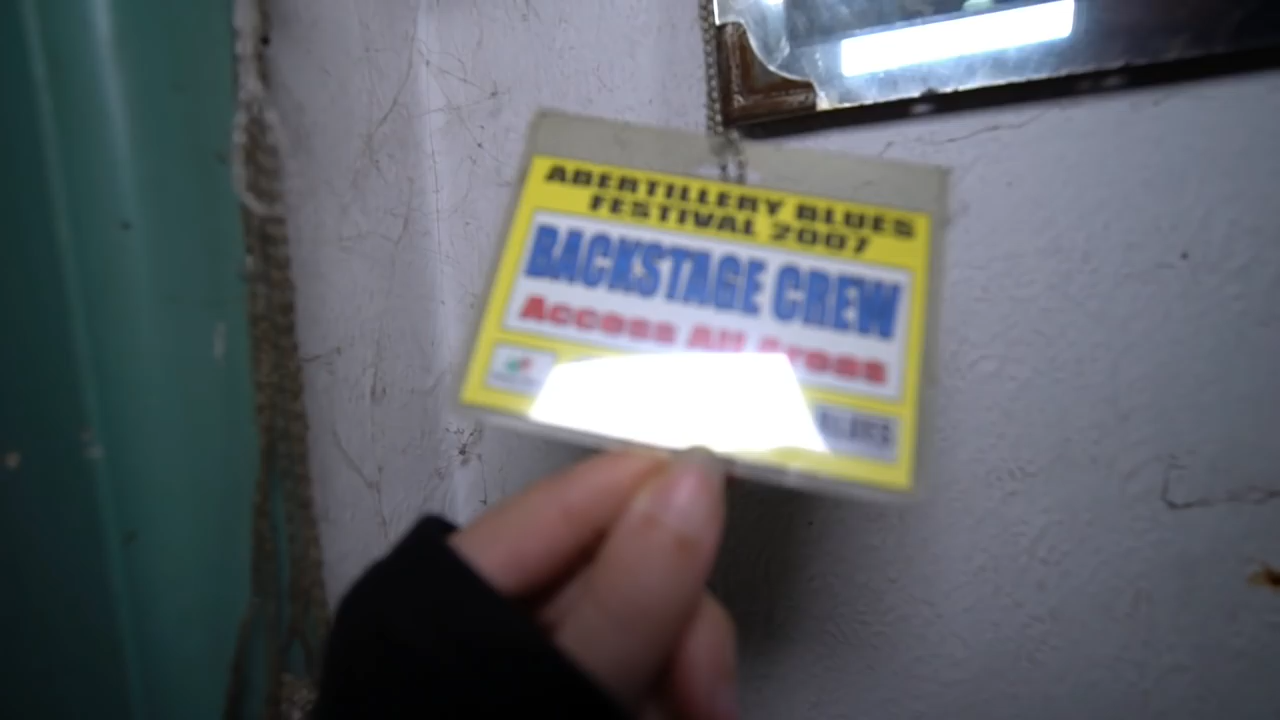 ABERTILLERY BLUES
FESTIVAL 2007
BACKSTAGE CREW
Access All Areas